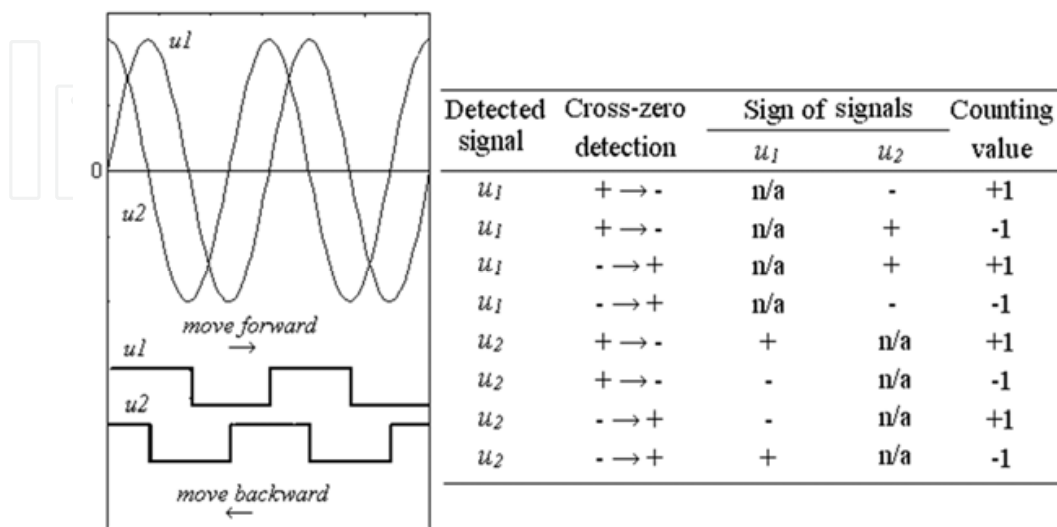 u1
0
u2
move forward
→
u1
u2
move backward
←
Detected signal Cross-zero detection Sign of signals Counting value
u1 u2
u1 + → - n/a - +1
u1 + → - n/a + -1
u1 - → + n/a + +1
u1 - → + n/a - -1
u2 + → - + n/a +1
u2 + → - - n/a -1
u2 - → + - n/a +1
u2 - → + + n/a -1